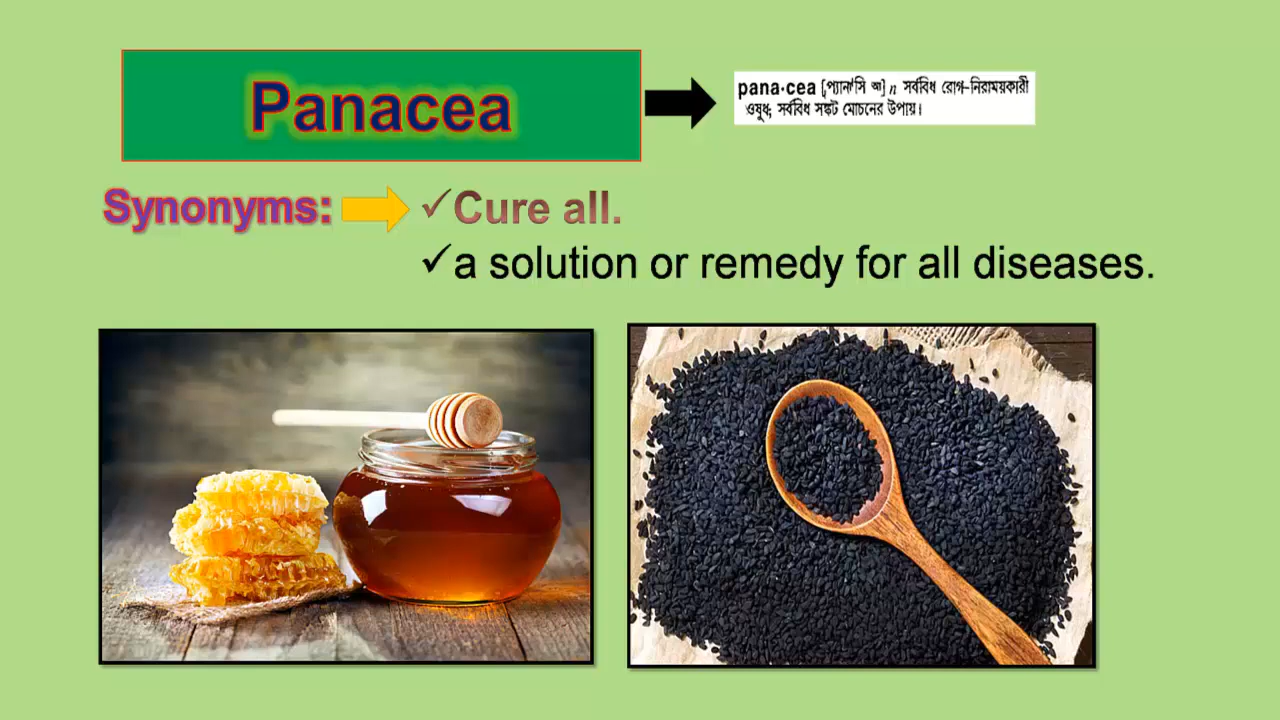 Panacea
pana·cea [প্যানাসিআ] n সর্ববিধ রোগ-নিরাময়কারী
ওষুধ; সর্ববিধ সঙ্কট মোচনের উপায়।
Synonyms:
✓Cure all.
✓a solution or remedy for all diseases.